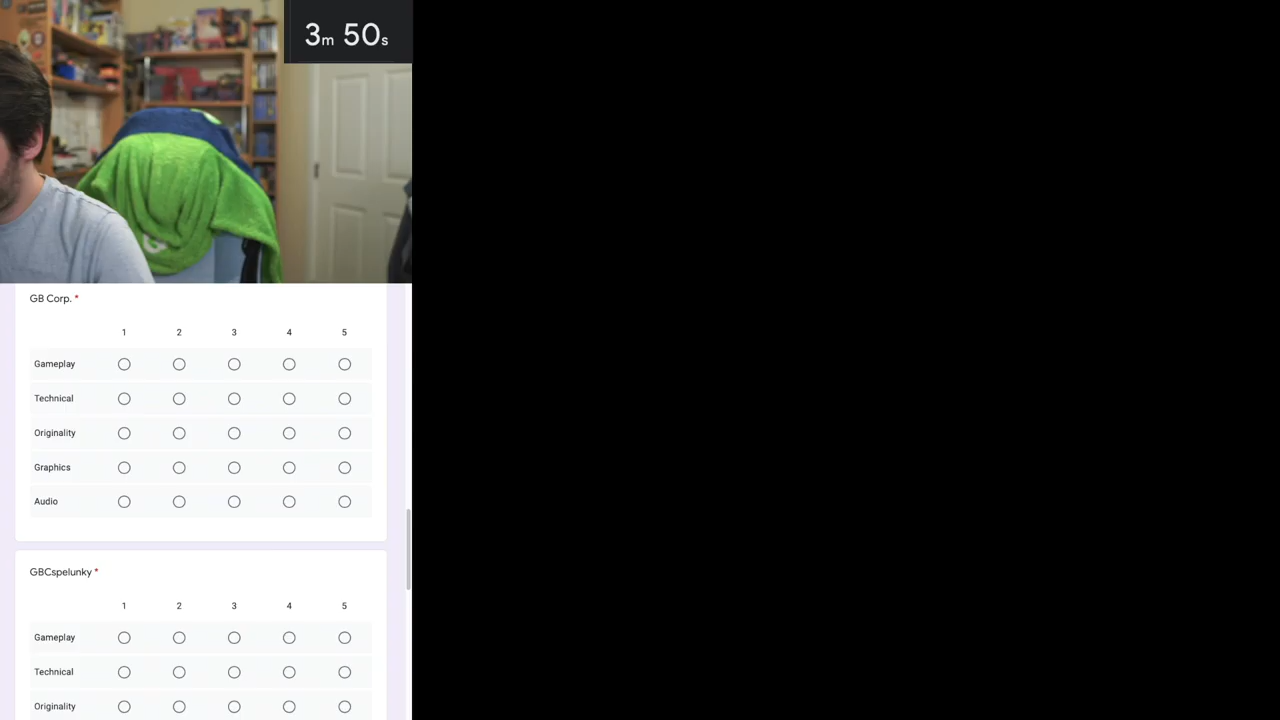 3m 50s
GB Corp. *
1 2 3 4 5
Gameplay
Technical
Originality
Graphics
Audio
GBCspelunky *
1 2 3 4 5
Gameplay
Technical
Originality